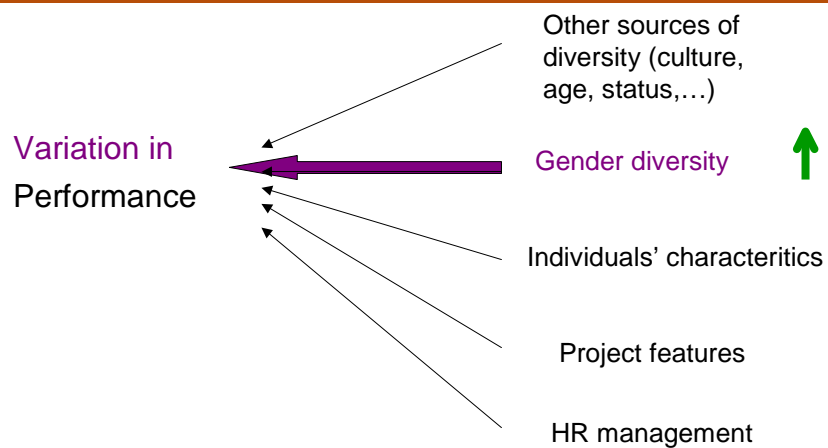 Other sources of
diversity (culture,
age, status,…)
Variation in
Performance
Gender diversity
Individuals’ characteritics
Project features
HR management